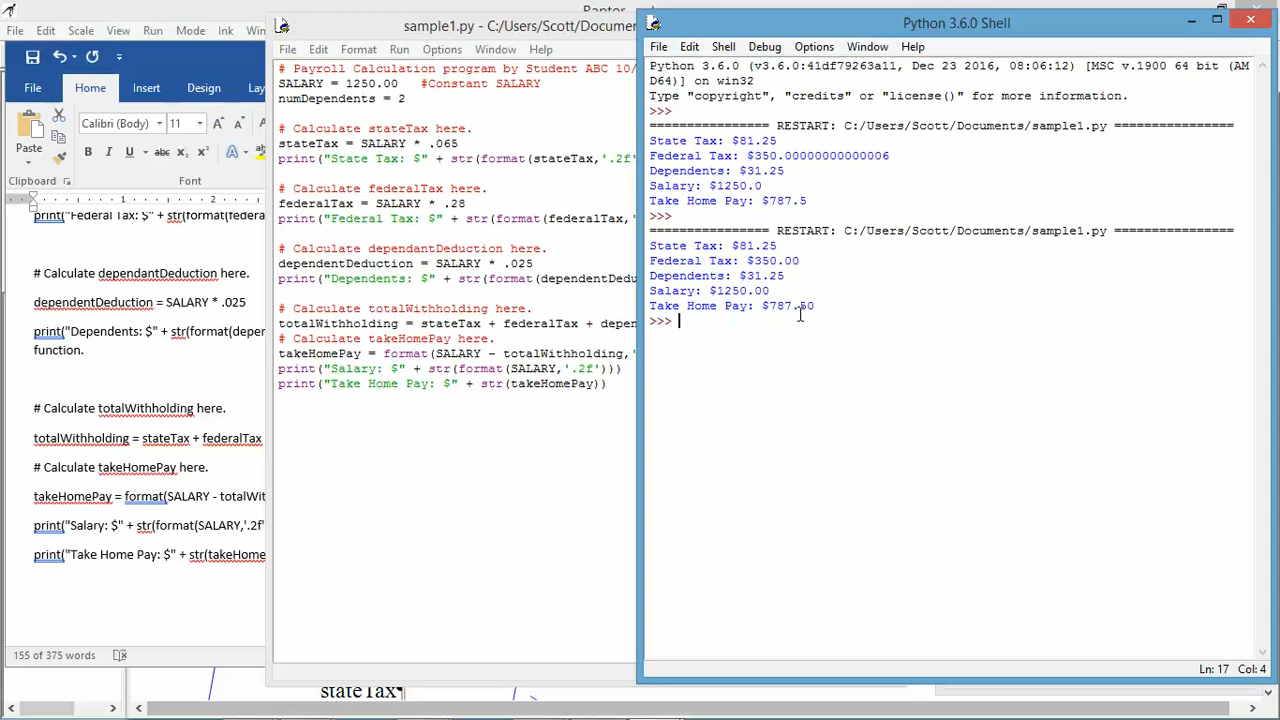 Raptor
File Edit Scale View Run Mode Ink Wi
File Home Insert Design Lay
Calibri (Body) 11
Paste
B I U
Clipboard
1 2
print("Federal Tax: $" + str(format(federa
# Calculate dependantDeduction here.
dependentDeduction = SALARY * .025
print("Dependents: $" + str(format(depen
function.
# Calculate totalWithholding here.
totalWithholding = stateTax + federalTax
# Calculate takeHomePay here.
takeHomePay = format(SALARY - totalWith
print("Salary: $" + str(format(SALARY,'.2f'
print("Take Home Pay: $" + str(takeHome
155 of 375 words
stateTax
sample1.py - C:/Users/Scott/Docume
File Edit Format Run Options Window Help
# Payroll Calculation program by Student ABC 10/
SALARY = 1250.00 #Constant SALARY
numDependents = 2
# Calculate stateTax here.
stateTax = SALARY * .065
print("State Tax: $" + str(format(stateTax,'.2f'
# Calculate federalTax here.
federalTax = SALARY * .28
print("Federal Tax: $" + str(format(federalTax,'
# Calculate dependantDeduction here.
dependentDeduction = SALARY * .025
print("Dependents: $" + str(format(dependentDedu
# Calculate totalWithholding here.
totalWithholding = stateTax + federalTax + depen
# Calculate takeHomePay here.
takeHomePay = format(SALARY - totalWithholding,'
print("Salary: $" + str(format(SALARY,'.2f')))
print("Take Home Pay: $" + str(takeHomePay))
Python 3.6.0 Shell
File Edit Shell Debug Options Window Help
Python 3.6.0 (v3.6.0:41df79263a11, Dec 23 2016, 08:06:12) [MSC v.1900 64 bit (AM
D64)] on win32
Type "copyright", "credits" or "license()" for more information.
>>>
================ RESTART: C:/Users/Scott/Documents/sample1.py ================
State Tax: $81.25
Federal Tax: $350.00000000000006
Dependents: $31.25
Salary: $1250.0
Take Home Pay: $787.5
>>>
================ RESTART: C:/Users/Scott/Documents/sample1.py ================
State Tax: $81.25
Federal Tax: $350.00
Dependents: $31.25
Salary: $1250.00
Take Home Pay: $787.50
>>>
Ln: 17 Col: 4